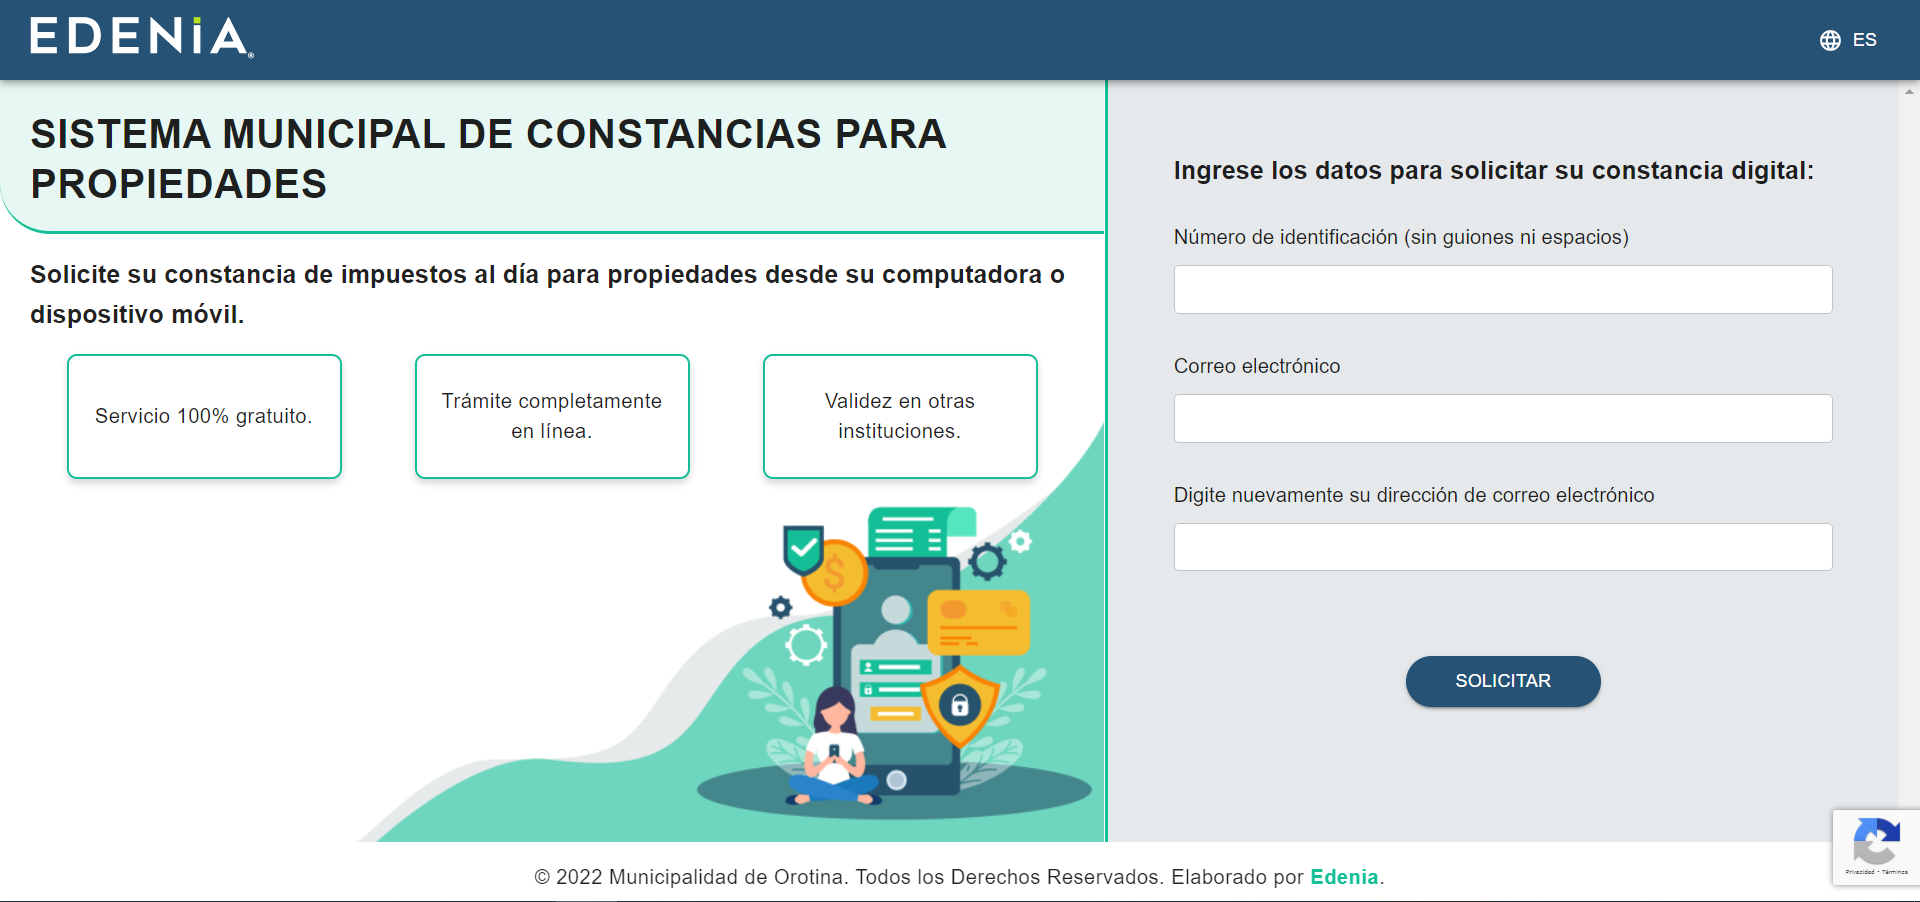 EDENiA®
ES
SISTEMA MUNICIPAL DE CONSTANCIAS PARA
PROPIEDADES
Solicite su constancia de impuestos al día para propiedades desde su computadora o
dispositivo móvil.
Servicio 100% gratuito.
Trámite completamente
en línea.
Validez en otras
instituciones.
$
Ingrese los datos para solicitar su constancia digital:
Número de identificación (sin guiones ni espacios)
Correo electrónico
Digite nuevamente su dirección de correo electrónico
SOLICITAR
Privacidad - Términos
© 2022 Municipalidad de Orotina. Todos los Derechos Reservados. Elaborado por Edenia.